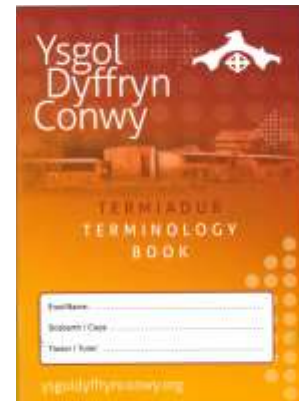 Ysgol
Dyffryn
Conwy
TERMIADUR
TERMINOLOGY
BOOK
Enw/Name
Dosbarth / Class
Tiwtor / Tutor
ysgoldyffrynconwy.org